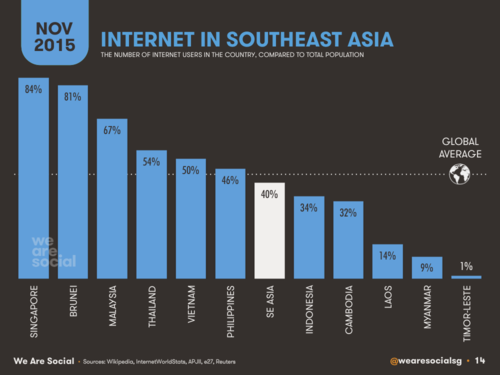 NOV
2015
INTERNET IN SOUTHEAST ASIA
THE NUMBER OF INTERNET USERS IN THE COUNTRY, COMPARED TO TOTAL POPULATION
84%
81%
67%
54%
50%
46%
40%
34%
32%
14%
9%
1%
GLOBAL
AVERAGE
we
are
social
SINGAPORE
BRUNEI
MALAYSIA
THAILAND
VIETNAM
PHILIPPINES
SE ASIA
INDONESIA
CAMBODIA
LAOS
MYANMAR
TIMOR-LESTE
We Are Social • Sources: Wikipedia, InternetWorldStats, APJII, e27, Reuters
@wearesocialsg • 14